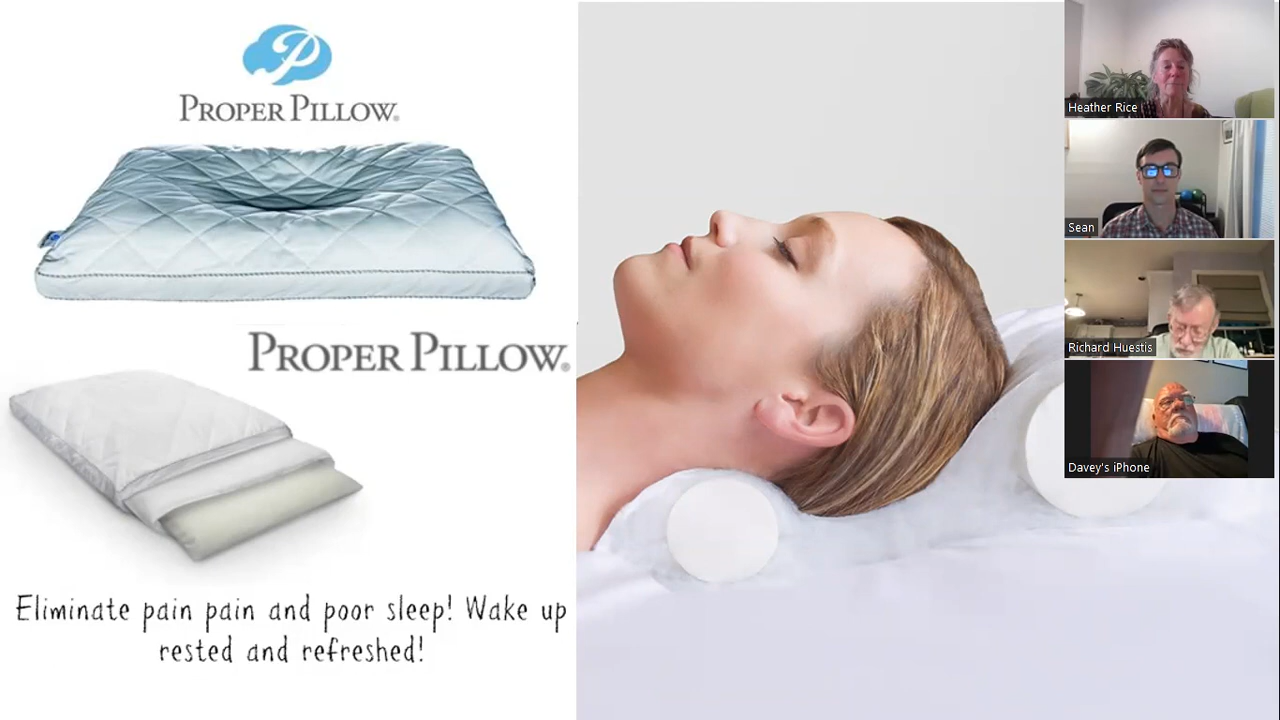 PROPER PILLOW®
PROPER PILLOW®
Eliminate pain pain and poor sleep! Wake up
rested and refreshed!
Heather Rice
Sean
Richard Huestis
Davey's iPhone